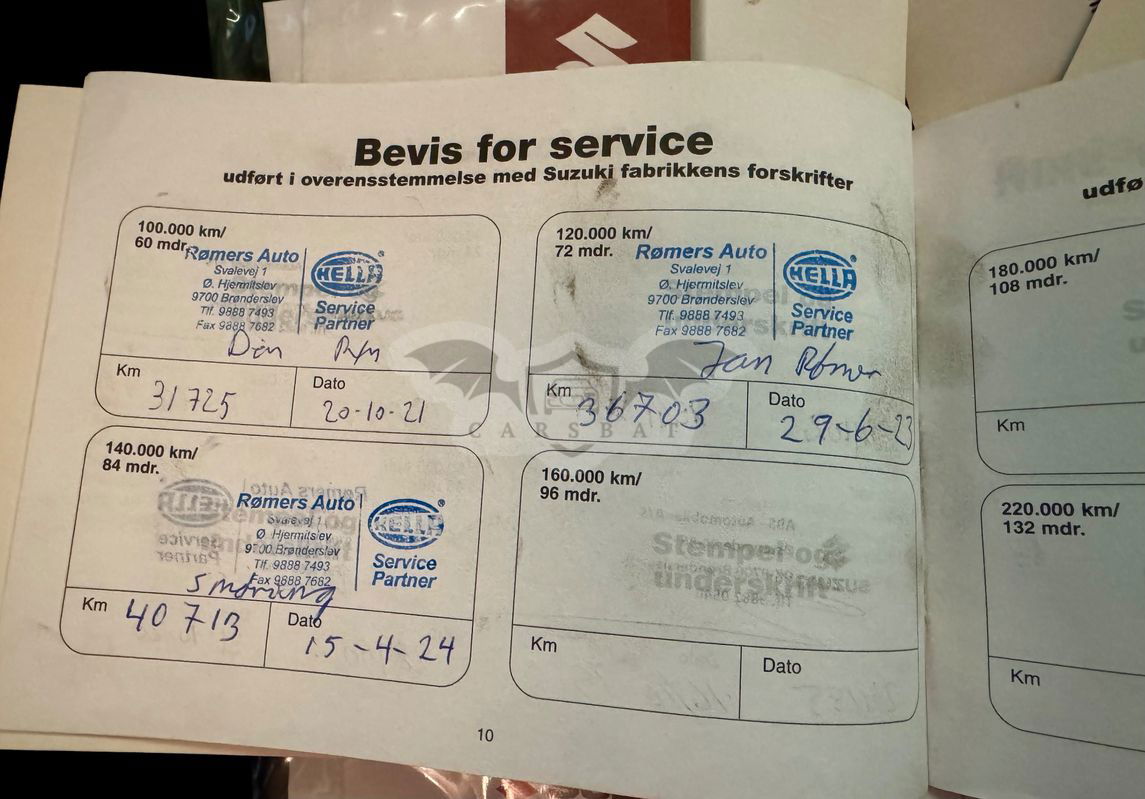 Bevis for service
udført i overensstemmelse med Suzuki fabrikkens forskrifter
100.000 km/
60 mdr.
Rømers Auto
Svalevej 1
Ø. Hjermitslev
9700 Brønderslev
Tlf. 9888 7493
Fax 9888 7682
HELLA
Service
Partner
Km
31725
Dato
20-10-21
120.000 km/
72 mdr.
Rømers Auto
Svalevej 1
Ø. Hjermitslev
9700 Brønderslev
Tlf. 9888 7493
Fax 9888 7682
HELLA
Service
Partner
Jan Rømer
Km
36703
Dato
29-6-23
CARSBAT
140.000 km/
84 mdr.
Rømers Auto
Svalevej 1
Ø Hjermitslev
9700 Brønderslev
Tlf. 9888 7493
Fax 9888 7682
HELLA
Service
Partner
Smøring
Km
40713
Dato
15-4-24
160.000 km/
96 mdr.
Stempel og
underskrift
Km
Dato
10
udfø
180.000 km/
108 mdr.
Km
220.000 km/
132 mdr.
Km